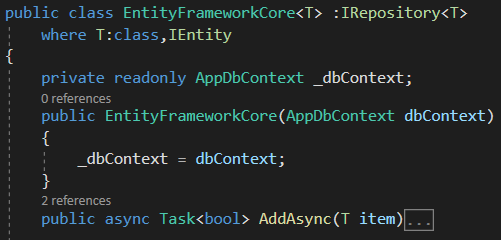 public class EntityFrameworkCore<T> :IRepository<T>
where T:class,IEntity
{
private readonly AppDbContext _dbContext;
0 references
public EntityFrameworkCore(AppDbContext dbContext)
{
_dbContext = dbContext;
}
2 references
public async Task<bool> AddAsync(T item)...